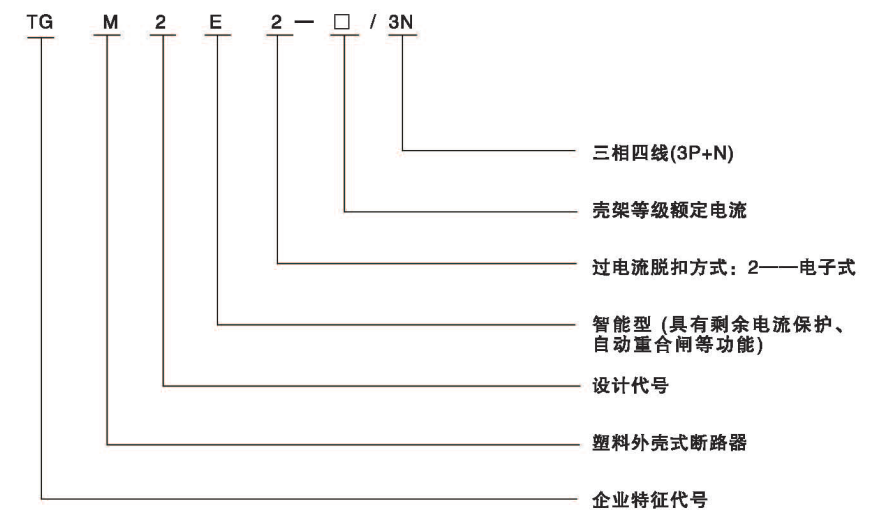 TG M 2 E 2 — □ / 3N
三相四线(3P+N)
壳架等级额定电流
过电流脱扣方式：2——电子式
智能型 (具有剩余电流保护、
自动重合闸等功能)
设计代号
塑料外壳式断路器
企业特征代号